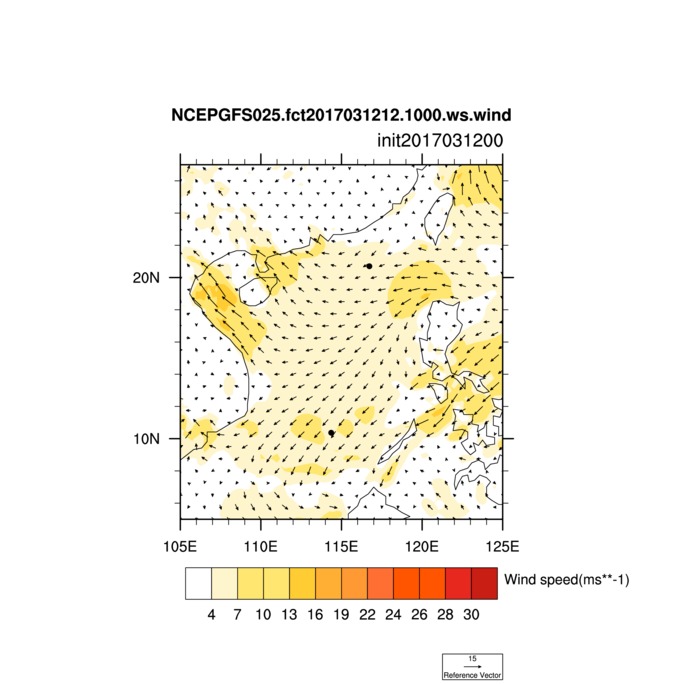 NCEPGFS025.fct2017031212.1000.ws.wind
init2017031200
20N
10N
105E 110E 115E 120E 125E
Wind speed(ms**-1)
4 7 10 13 16 19 22 24 26 28 30
15
Reference Vector